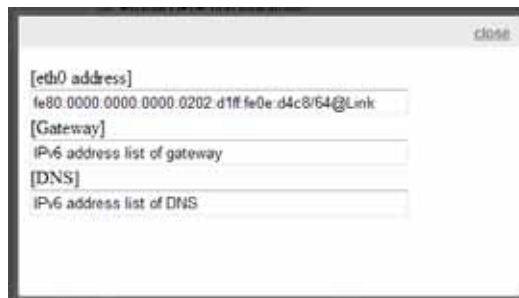 close
[eth0 address]
fe80:0000:0000:0000:0202:d1ff:fe0e:d4c8/64@Link
[Gateway]
IPv6 address list of gateway
[DNS]
IPv6 address list of DNS